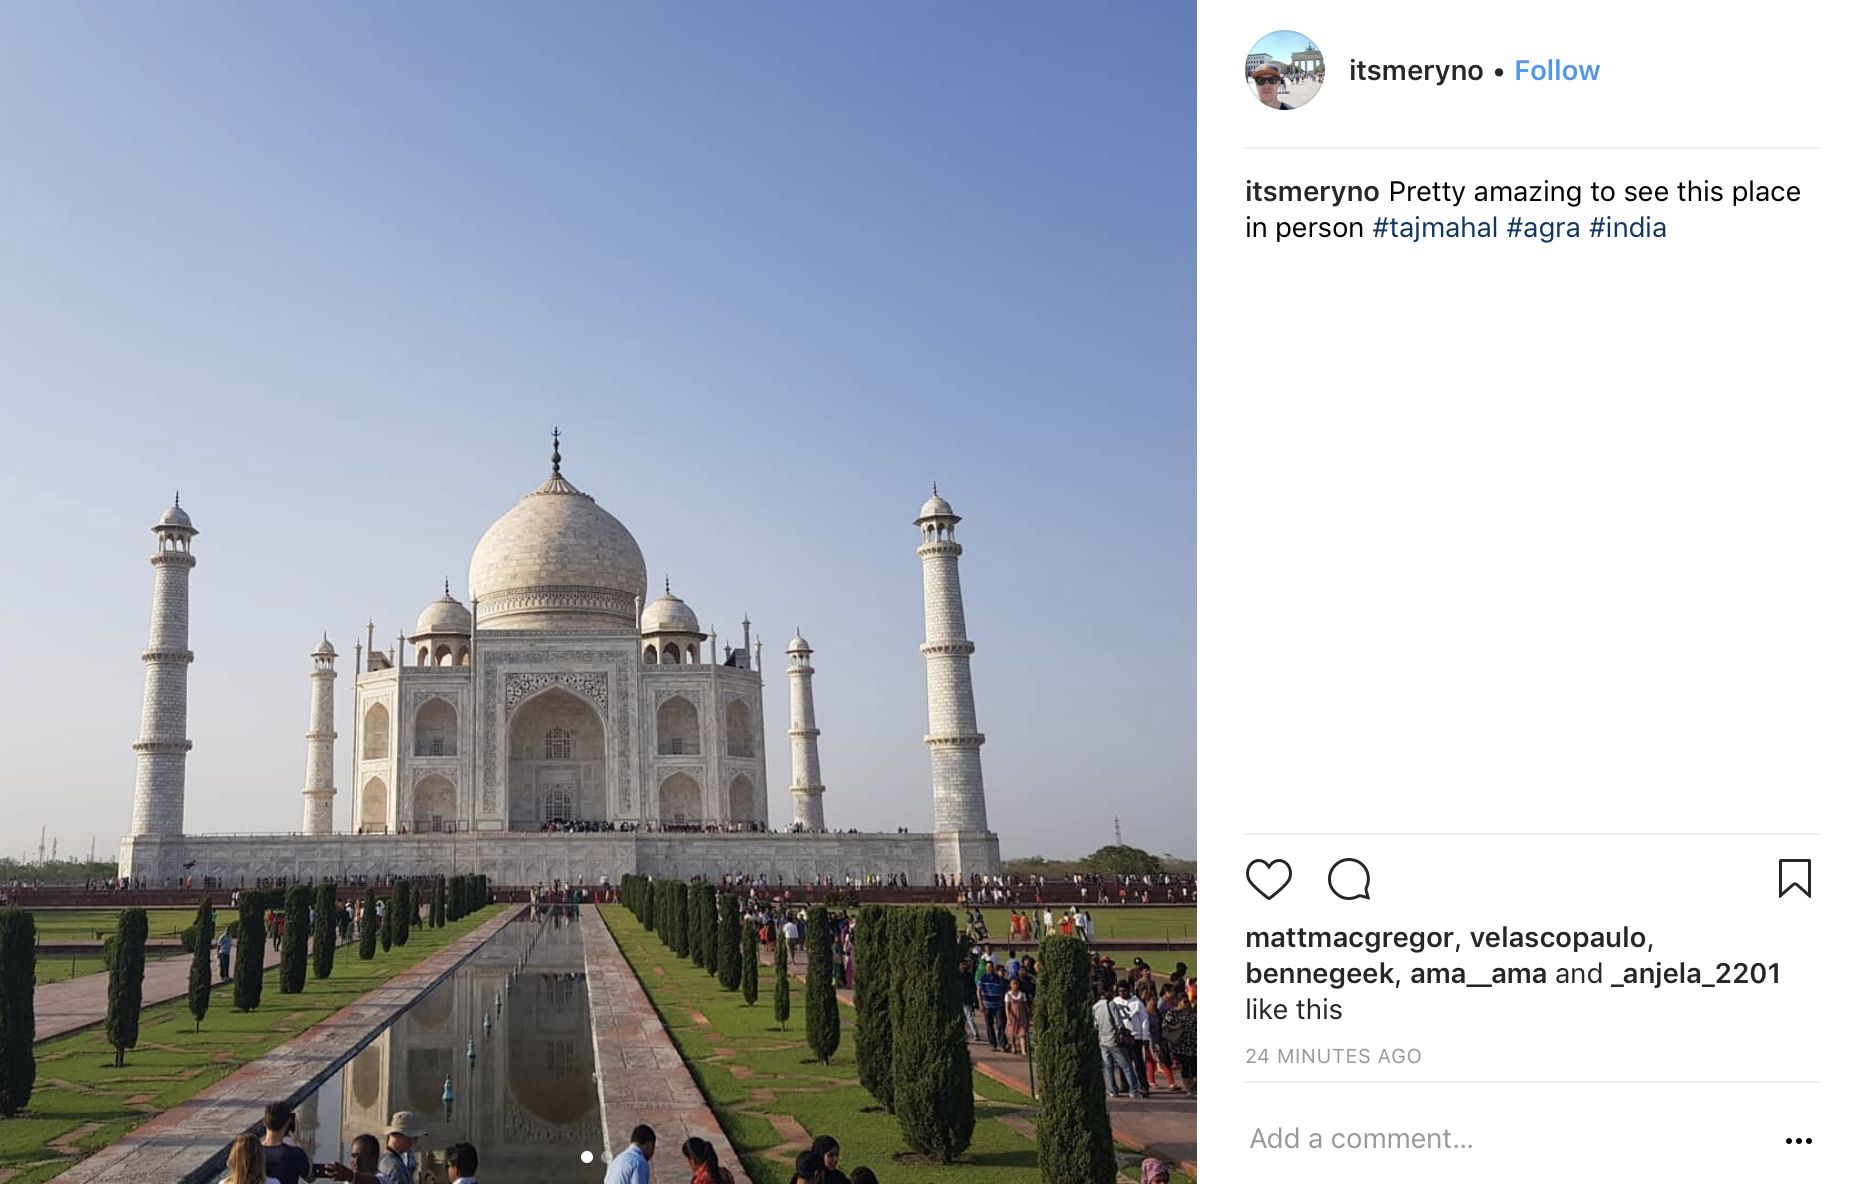 itsmeryno • Follow
itsmeryno Pretty amazing to see this place
in person #tajmahal #agra #india
mattmacgregor, velascopaulo,
bennegeek, ama__ama and _anjela_2201
like this
24 MINUTES AGO
Add a comment...